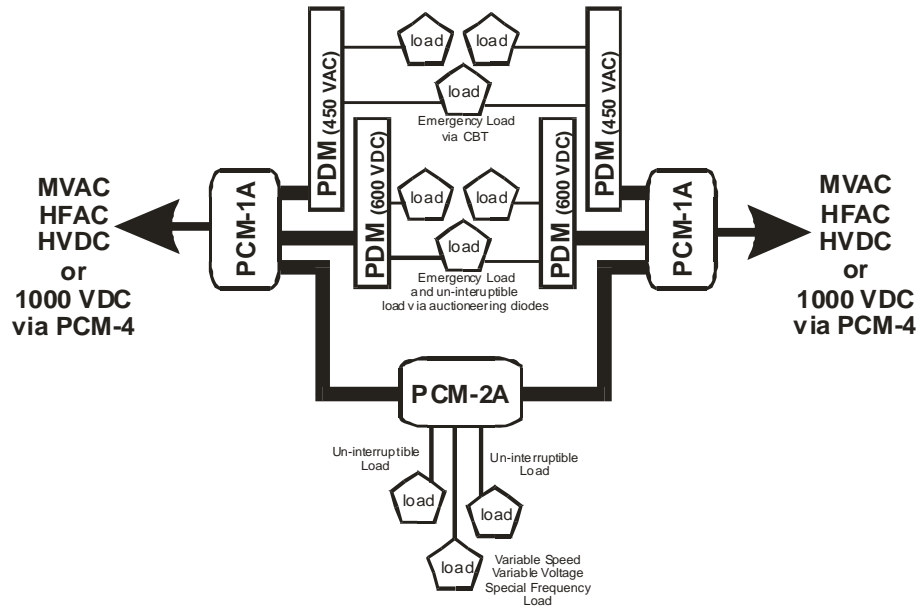 load
load
load
Emergency Load
via CBT
PDM (450 VAC)
PDM (450 VAC)
PDM (600 VDC)
PDM (600 VDC)
MVAC
HFAC
HVDC
or
1000 VDC
via PCM-4
PCM-1A
PCM-1A
MVAC
HFAC
HVDC
or
1000 VDC
via PCM-4
load
load
load
Emergency Load
and un-interuptible
load via auctioneering diodes
PCM-2A
Un-interruptible
Load
Un-interruptible
Load
load
load
load
Variable Speed
Variable Voltage
Special Frequency
Load